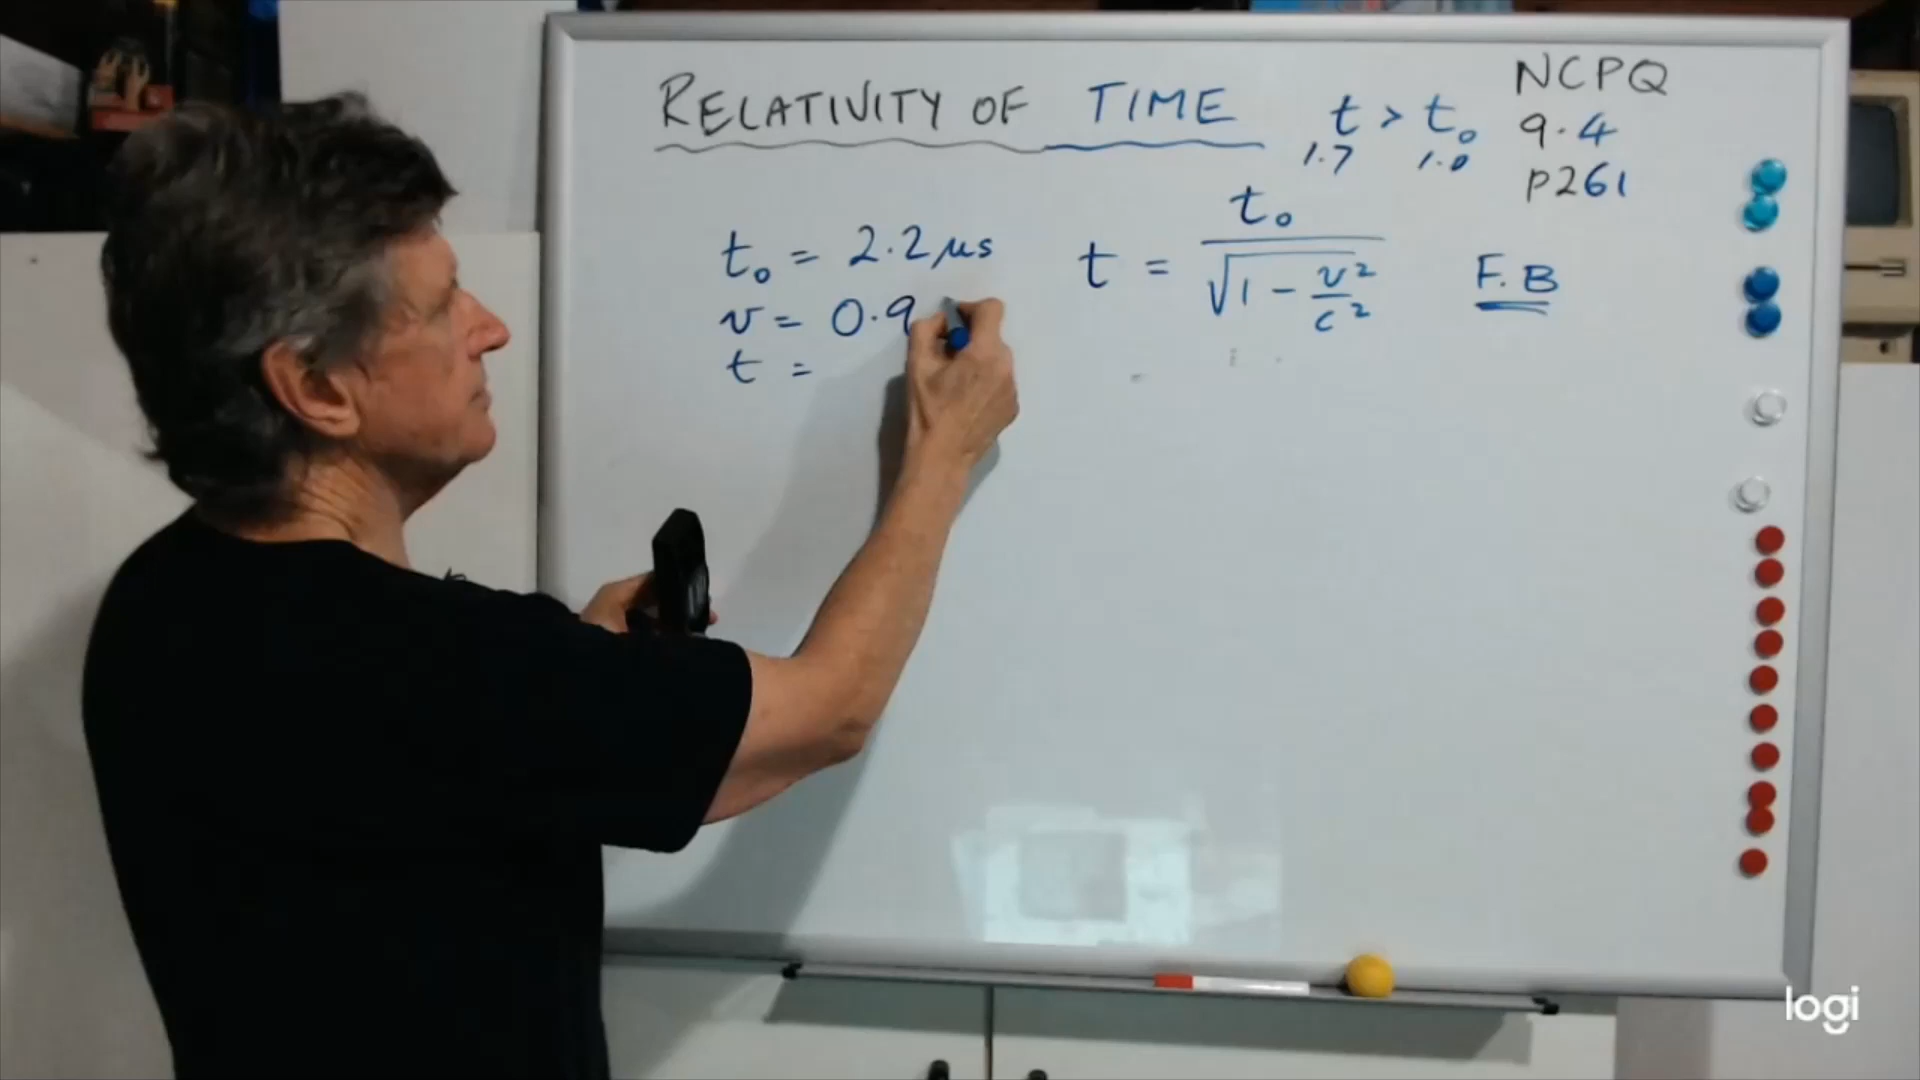 RELATIVITY OF TIME
t > t₀
1.7 1.0
NCPQ
9.4
p261
t₀ = 2.2 μs
v = 0.9
t =
t = t₀ / √(1 - v²/c²)
F.B
logi